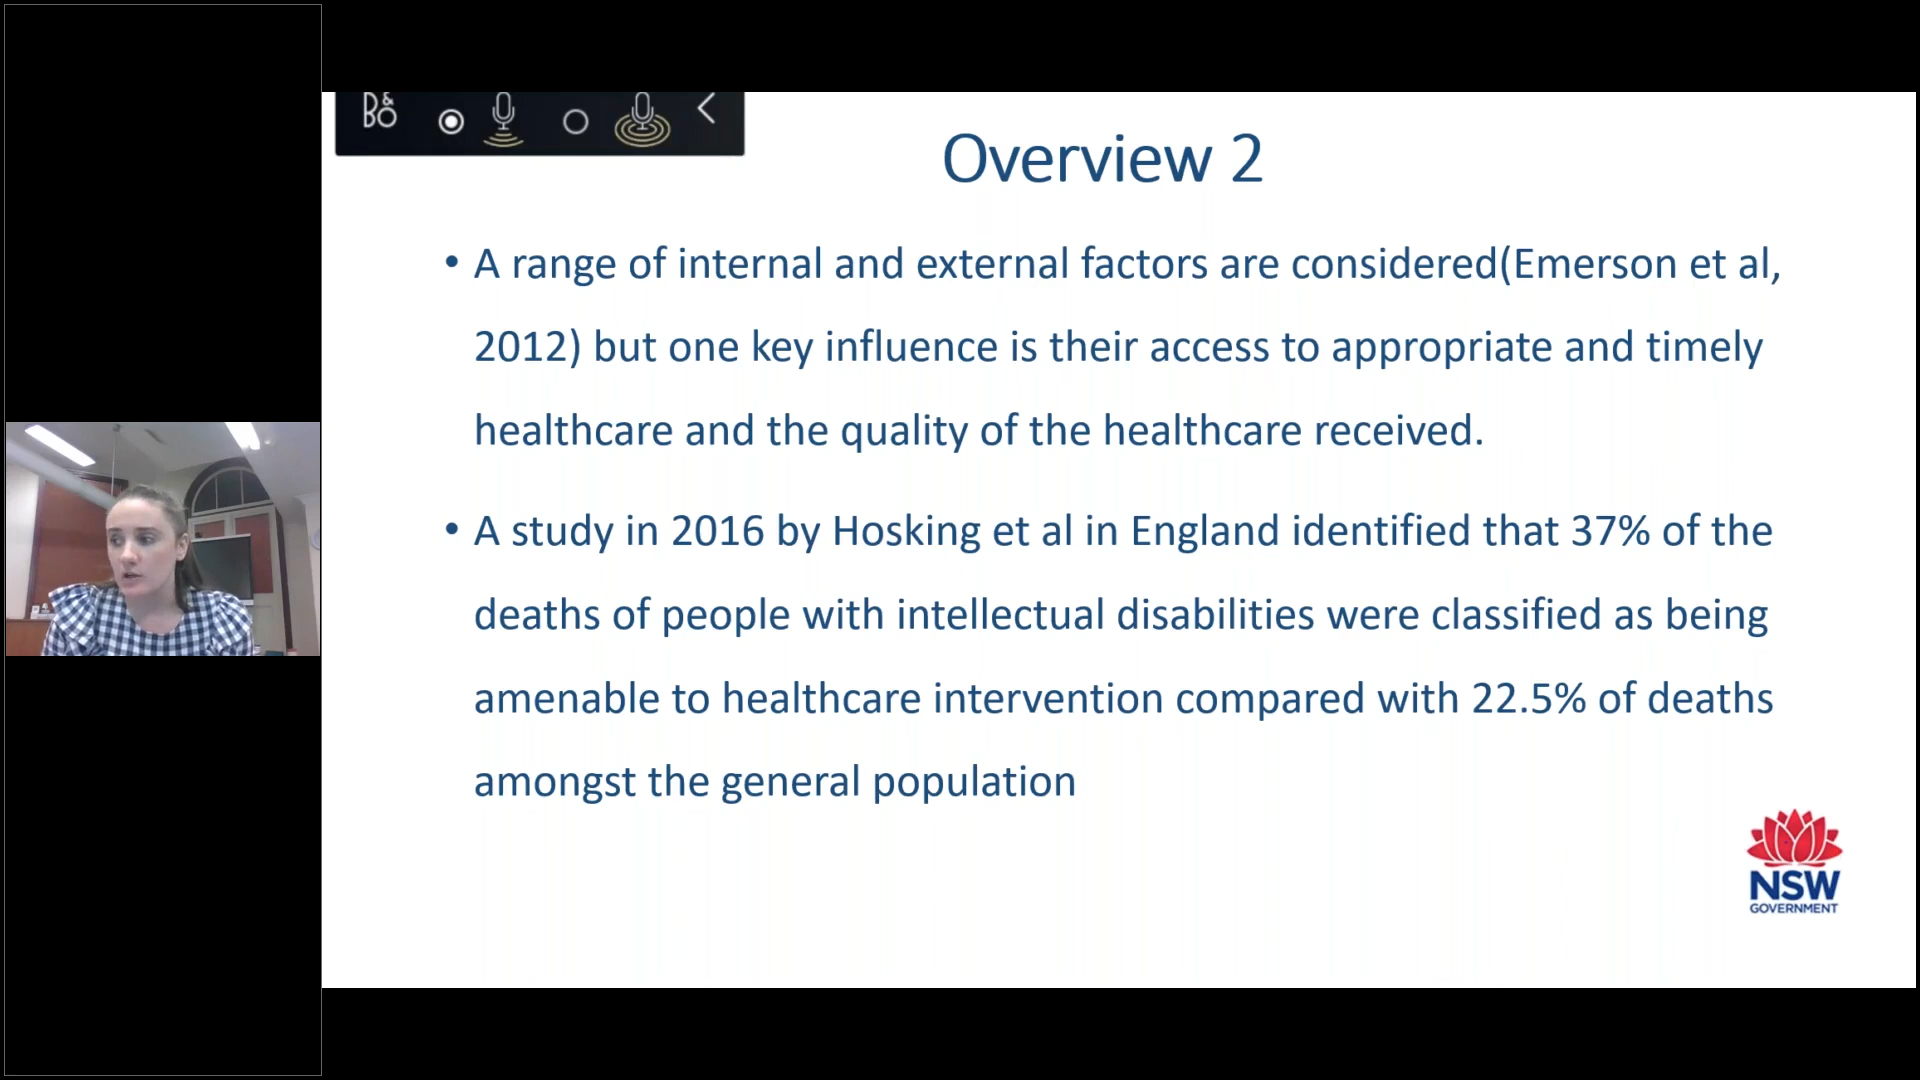 B&O
Overview 2
• A range of internal and external factors are considered(Emerson et al,
2012) but one key influence is their access to appropriate and timely
healthcare and the quality of the healthcare received.
• A study in 2016 by Hosking et al in England identified that 37% of the
deaths of people with intellectual disabilities were classified as being
amenable to healthcare intervention compared with 22.5% of deaths
amongst the general population
NSW
GOVERNMENT